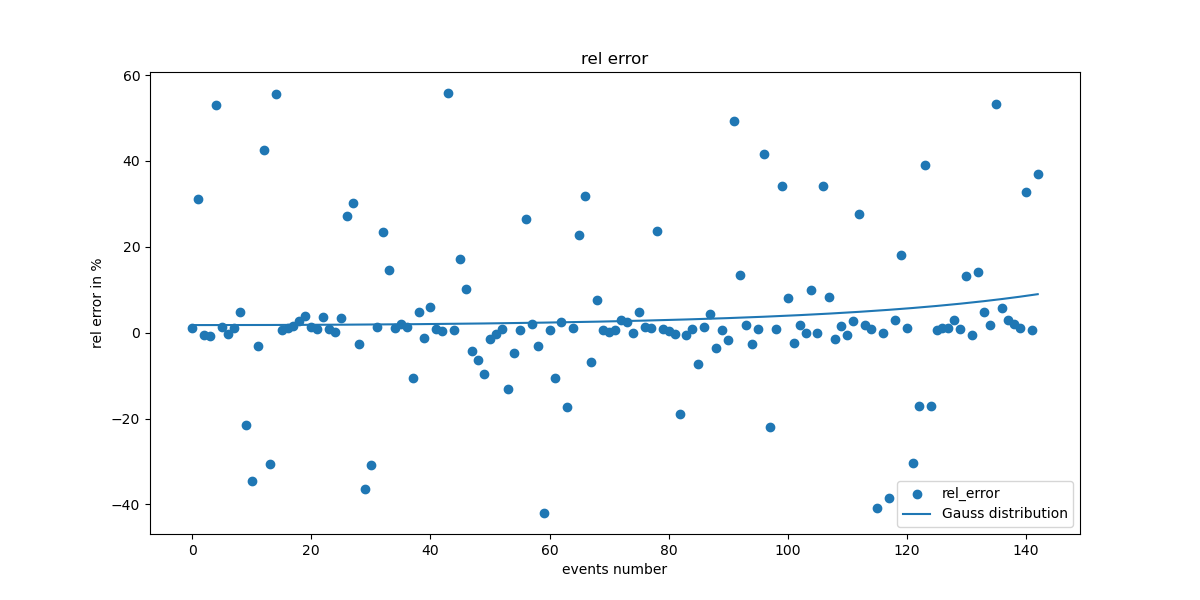 rel error
60
40
20
0
−20
−40
rel error in %
0
20
40
60
80
100
120
140
events number
rel_error
Gauss distribution